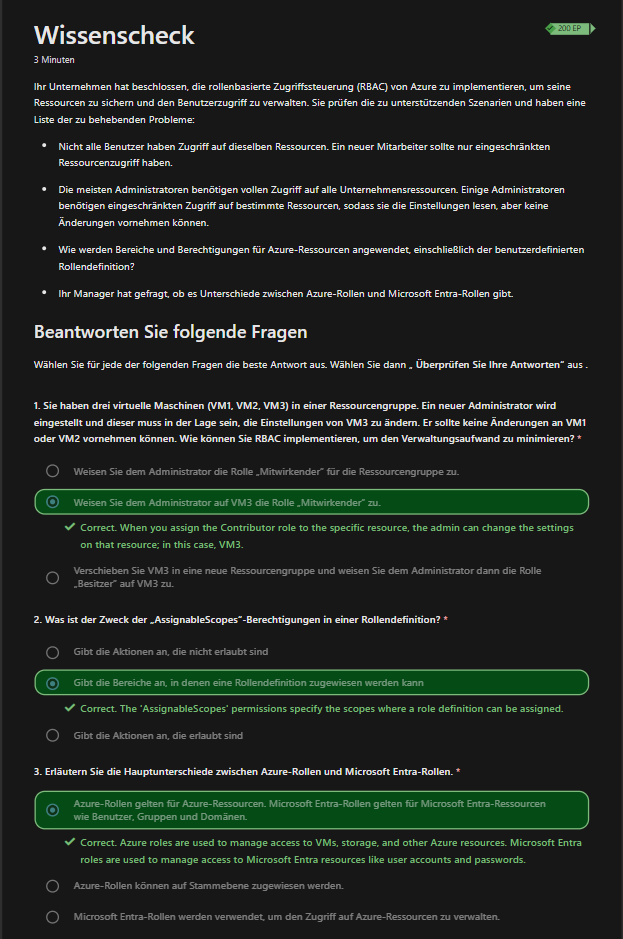 Wissenscheck
200 EP
3 Minuten
Ihr Unternehmen hat beschlossen, die rollenbasierte Zugriffssteuerung (RBAC) von Azure zu implementieren, um seine
Ressourcen zu sichern und den Benutzerzugriff zu verwalten. Sie prüfen die zu unterstützenden Szenarien und haben eine
Liste der zu behebenden Probleme:
• Nicht alle Benutzer haben Zugriff auf dieselben Ressourcen. Ein neuer Mitarbeiter sollte nur eingeschränkten
Ressourcenzugriff haben.
• Die meisten Administratoren benötigen vollen Zugriff auf alle Unternehmensressourcen. Einige Administratoren
benötigen eingeschränkten Zugriff auf bestimmte Ressourcen, sodass sie die Einstellungen lesen, aber keine
Änderungen vornehmen können.
• Wie werden Bereiche und Berechtigungen für Azure-Ressourcen angewendet, einschließlich der benutzerdefinierten
Rollendefinition?
• Ihr Manager hat gefragt, ob es Unterschiede zwischen Azure-Rollen und Microsoft Entra-Rollen gibt.
Beantworten Sie folgende Fragen
Wählen Sie für jede der folgenden Fragen die beste Antwort aus. Wählen Sie dann „ Überprüfen Sie Ihre Antworten“ aus .
1. Sie haben drei virtuelle Maschinen (VM1, VM2, VM3) in einer Ressourcengruppe. Ein neuer Administrator wird
eingestellt und dieser muss in der Lage sein, die Einstellungen von VM3 zu ändern. Er sollte keine Änderungen an VM1
oder VM2 vornehmen können. Wie können Sie RBAC implementieren, um den Verwaltungsaufwand zu minimieren? *
Weisen Sie dem Administrator die Rolle „Mitwirkender“ für die Ressourcengruppe zu.
Weisen Sie dem Administrator auf VM3 die Rolle „Mitwirkender“ zu.
Correct. When you assign the Contributor role to the specific resource, the admin can change the settings
on that resource; in this case, VM3.
Verschieben Sie VM3 in eine neue Ressourcengruppe und weisen Sie dem Administrator dann die Rolle
„Besitzer“ auf VM3 zu.
2. Was ist der Zweck der „AssignableScopes“-Berechtigungen in einer Rollendefinition? *
Gibt die Aktionen an, die nicht erlaubt sind
Gibt die Bereiche an, in denen eine Rollendefinition zugewiesen werden kann
Correct. The 'AssignableScopes' permissions specify the scopes where a role definition can be assigned.
Gibt die Aktionen an, die erlaubt sind
3. Erläutern Sie die Hauptunterschiede zwischen Azure-Rollen und Microsoft Entra-Rollen. *
Azure-Rollen gelten für Azure-Ressourcen. Microsoft Entra-Rollen gelten für Microsoft Entra-Ressourcen
wie Benutzer, Gruppen und Domänen.
Correct. Azure roles are used to manage access to VMs, storage, and other Azure resources. Microsoft Entra
roles are used to manage access to Microsoft Entra resources like user accounts and passwords.
Azure-Rollen können auf Stammebene zugewiesen werden.
Microsoft Entra-Rollen werden verwendet, um den Zugriff auf Azure-Ressourcen zu verwalten.